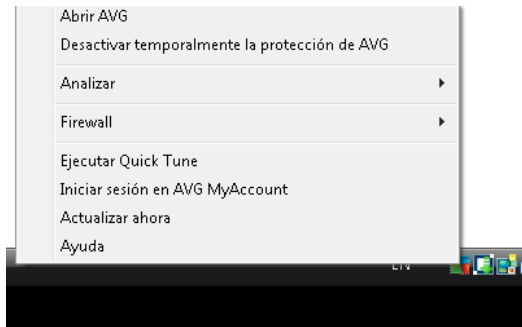 Abrir AVG
Desactivar temporalmente la protección de AVG
Analizar
Firewall
Ejecutar Quick Tune
Iniciar sesión en AVG MyAccount
Actualizar ahora
Ayuda
EN